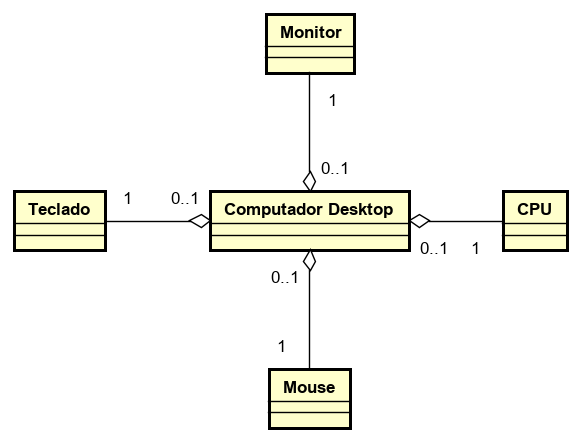 Monitor
1
0..1
Teclado
1
0..1
Computador Desktop
CPU
0..1
1
0..1
1
Mouse